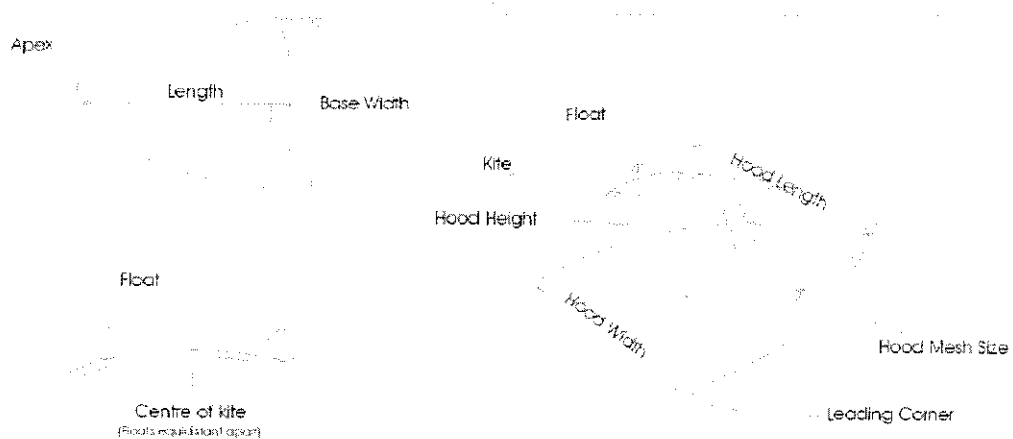 Apex
Length
Base Width
Float
Kite
Hood Length
Hood Height
Float
Hood Width
Hood Mesh Size
Centre of kite
(Floats equidistant apart)
Leading Corner